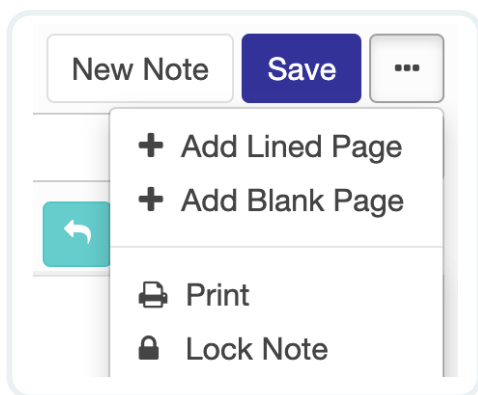 New Note Save ...
Add Lined Page
Add Blank Page
Print
Lock Note